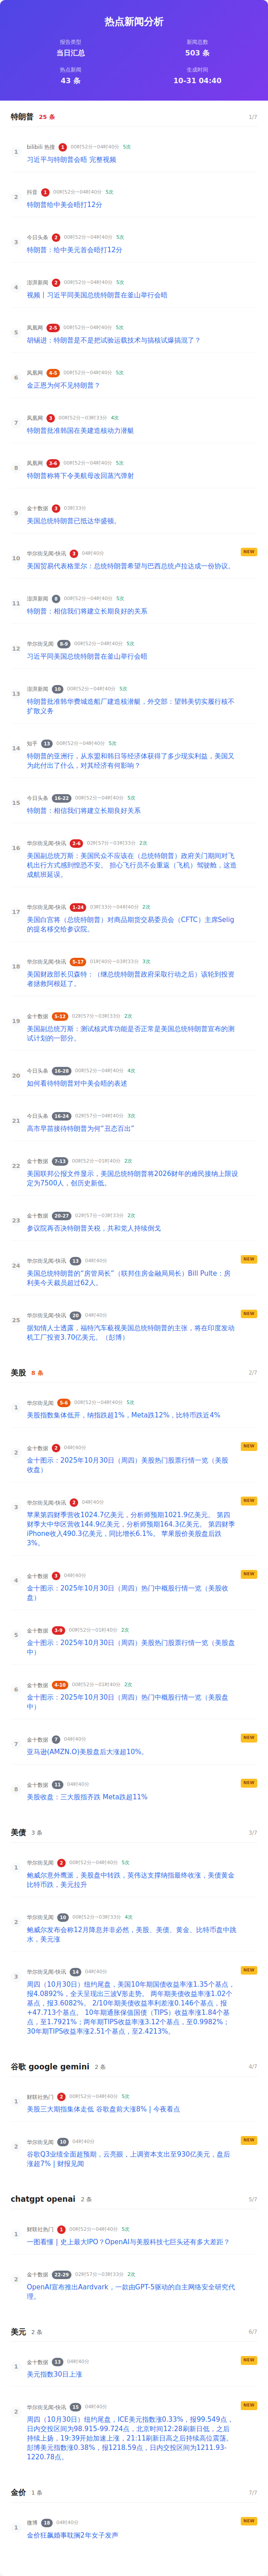 热点新闻分析
报告类型
新闻总数
当日汇总
503 条
热点新闻
生成时间
43 条
10-31 04:40
特朗普 25 条 1/7
1
bilibili 热搜 1 00时52分~04时40分 5次
习近平与特朗普会晤 完整视频
2
抖音 1 00时52分~04时40分 5次
特朗普给中美会晤打12分
3
今日头条 2 00时52分~04时40分 5次
特朗普：给中美元首会晤打12分
4
澎湃新闻 2 00时52分~04时40分 5次
视频丨习近平同美国总统特朗普在釜山举行会晤
5
凤凰网 2-5 00时52分~04时40分 5次
胡锡进：特朗普是不是把试验运载技术与搞核试爆搞混了？
6
凤凰网 4-5 00时52分~04时40分 5次
金正恩为何不见特朗普？
7
凤凰网 3 00时52分~03时33分 4次
特朗普批准韩国在美建造核动力潜艇
8
凤凰网 3-6 00时52分~04时40分 5次
特朗普称将下令美航母改回蒸汽弹射
9
金十数据 3 03时33分
美国总统特朗普已抵达华盛顿。
10
华尔街见闻-快讯 3 04时40分 NEW
美国贸易代表格里尔：总统特朗普希望与巴西总统卢拉达成一份协议。
11
澎湃新闻 6 00时52分~04时40分 5次
特朗普：相信我们将建立长期良好的关系
12
华尔街见闻 8-9 00时52分~04时40分 5次
习近平同美国总统特朗普在釜山举行会晤
13
澎湃新闻 10 00时52分~04时40分 5次
特朗普批准韩华费城造船厂建造核潜艇，外交部：望韩美切实履行核不
扩散义务
14
知乎 13 00时52分~04时40分 5次
特朗普的亚洲行，从东盟和韩日等经济体获得了多少现实利益，美国又
为此付出了什么，对其经济有何影响？
15
今日头条 16-22 00时52分~04时40分 5次
特朗普：相信我们将建立长期良好关系
16
华尔街见闻-快讯 2-6 02时57分~03时33分 2次
美国副总统万斯：美国民众不应该在（总统特朗普）政府关门期间对飞
机出行方式感到惶恐不安。 担心飞行员不会重返（飞机）驾驶舱，这造
成航班延误。
17
华尔街见闻-快讯 1-24 03时33分~04时40分 2次
美国白宫将（总统特朗普）对商品期货交易委员会（CFTC）主席Selig
的提名移交给参议院。
18
华尔街见闻-快讯 5-17 01时40分~03时33分 3次
美国财政部长贝森特：（继总统特朗普政府采取行动之后）该轮到投资
者拯救阿根廷了。
19
金十数据 5-12 02时57分~03时33分 2次
美国副总统万斯：测试核武库功能是否正常是美国总统特朗普宣布的测
试计划的一部分。
20
今日头条 16-28 00时52分~04时40分 4次
如何看待特朗普对中美会晤的表述
21
今日头条 16-24 02时57分~04时40分 3次
高市早苗接待特朗普为何“丑态百出”
22
金十数据 7-13 00时52分~01时40分 2次
美国联邦公报文件显示，美国总统特朗普将2026财年的难民接纳上限设
定为7500人，创历史新低。
23
金十数据 20-27 02时57分~03时33分 2次
参议院再否决特朗普关税，共和党人持续倒戈
24
华尔街见闻-快讯 13 04时40分 NEW
美国总统特朗普的“房管局长”（联邦住房金融局局长）Bill Pulte：房
利美今天裁员超过62人。
25
华尔街见闻-快讯 20 04时40分 NEW
据知情人士透露，福特汽车藐视美国总统特朗普的主张，将在印度发动
机工厂投资3.70亿美元。（彭博）
美股 8 条 2/7
1
华尔街见闻 5-6 00时52分~04时40分 5次
美股指数集体低开，纳指跌超1%，Meta跌12%，比特币跌近4%
2
金十数据 2 04时40分 NEW
金十图示：2025年10月30日（周四）美股热门股票行情一览（美股
收盘）
3
华尔街见闻-快讯 2 04时40分 NEW
苹果第四财季营收1024.7亿美元，分析师预期1021.9亿美元。 第四
财季大中华区营收144.9亿美元，分析师预期164.3亿美元。 第四财季
iPhone收入490.3亿美元，同比增长6.1%。 苹果股价美股盘后跌
3%。
4
金十数据 3 04时40分 NEW
金十图示：2025年10月30日（周四）热门中概股行情一览（美股收
盘）
5
金十数据 3-9 00时52分~01时40分 2次
金十图示：2025年10月30日（周四）美股热门股票行情一览（美股盘
中）
6
金十数据 4-10 00时52分~01时40分 2次
金十图示：2025年10月30日（周四）热门中概股行情一览（美股盘
中）
7
金十数据 7 04时40分 NEW
亚马逊(AMZN.O)美股盘后大涨超10%。
8
金十数据 11 04时40分 NEW
美股收盘：三大股指齐跌 Meta跌超11%
美债 3 条 3/7
1
华尔街见闻 2 00时52分~04时40分 5次
鲍威尔意外鹰派，美股盘中转跌，英伟达支撑纳指最终收涨，美债黄金
比特币跌，美元拉升
2
华尔街见闻 10 00时52分~03时33分 4次
鲍威尔发布会称12月降息并非必然，美股、美债、黄金、比特币盘中跳
水，美元涨
3
华尔街见闻-快讯 14 04时40分 NEW
周四（10月30日）纽约尾盘，美国10年期国债收益率涨1.35个基点，
报4.0892%，全天呈现出三波V形走势。 两年期美债收益率涨1.02个
基点，报3.6082%。 2/10年期美债收益率利差涨0.146个基点，报
+47.713个基点。 10年期通胀保值国债（TIPS）收益率涨1.84个基
点，至1.7921%；两年期TIPS收益率涨3.12个基点，至0.9982%；
30年期TIPS收益率涨2.51个基点，至2.4213%。
谷歌 google gemini 2 条 4/7
1
财联社热门 2 00时52分~04时40分 5次
美股三大期指集体走低 谷歌盘前大涨8%丨今夜看点
2
华尔街见闻 10 04时40分 NEW
谷歌Q3业绩全面超预期，云亮眼，上调资本支出至930亿美元，盘后
涨超7% | 财报见闻
chatgpt openai 2 条 5/7
1
财联社热门 1 00时52分~04时40分 5次
一图看懂 | 史上最大IPO？OpenAI与美股科技七巨头还有多大差距？
2
金十数据 22-29 02时57分~03时33分 2次
OpenAI宣布推出Aardvark，一款由GPT-5驱动的自主网络安全研究代
理。
美元 2 条 6/7
1
金十数据 13 04时40分 NEW
美元指数30日上涨
2
华尔街见闻-快讯 15 04时40分 NEW
周四（10月30日）纽约尾盘，ICE美元指数涨0.33%，报99.549点，
日内交投区间为98.915-99.724点，北京时间12:28刷新日低，之后
持续上扬，19:39开始加速上涨，21:11刷新日高之后持续高位震荡。
彭博美元指数涨0.38%，报1218.59点，日内交投区间为1211.93-
1220.78点。
金价 1 条 7/7
1
微博 18 04时40分 NEW
金价狂飙婚事耽搁2年女子发声